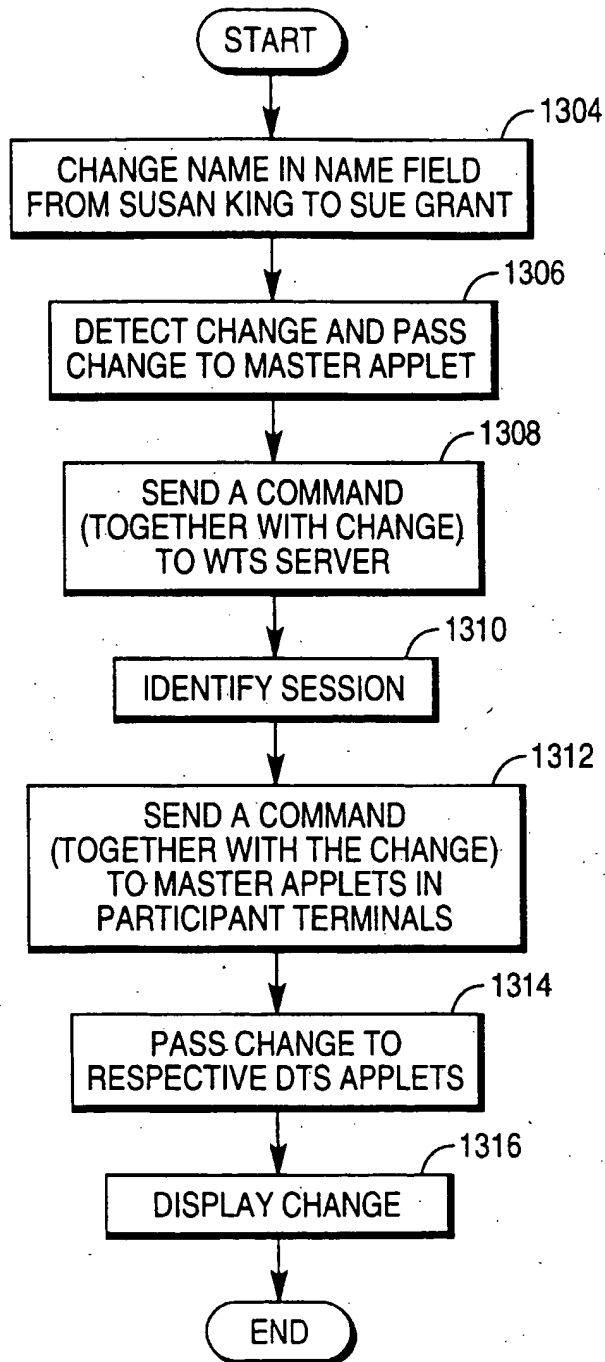 START
1304
CHANGE NAME IN NAME FIELD
FROM SUSAN KING TO SUE GRANT
1306
DETECT CHANGE AND PASS
CHANGE TO MASTER APPLET
1308
SEND A COMMAND
(TOGETHER WITH CHANGE)
TO WTS SERVER
1310
IDENTIFY SESSION
1312
SEND A COMMAND
(TOGETHER WITH THE CHANGE)
TO MASTER APPLETS IN
PARTICIPANT TERMINALS
1314
PASS CHANGE TO
RESPECTIVE DTS APPLETS
1316
DISPLAY CHANGE
END